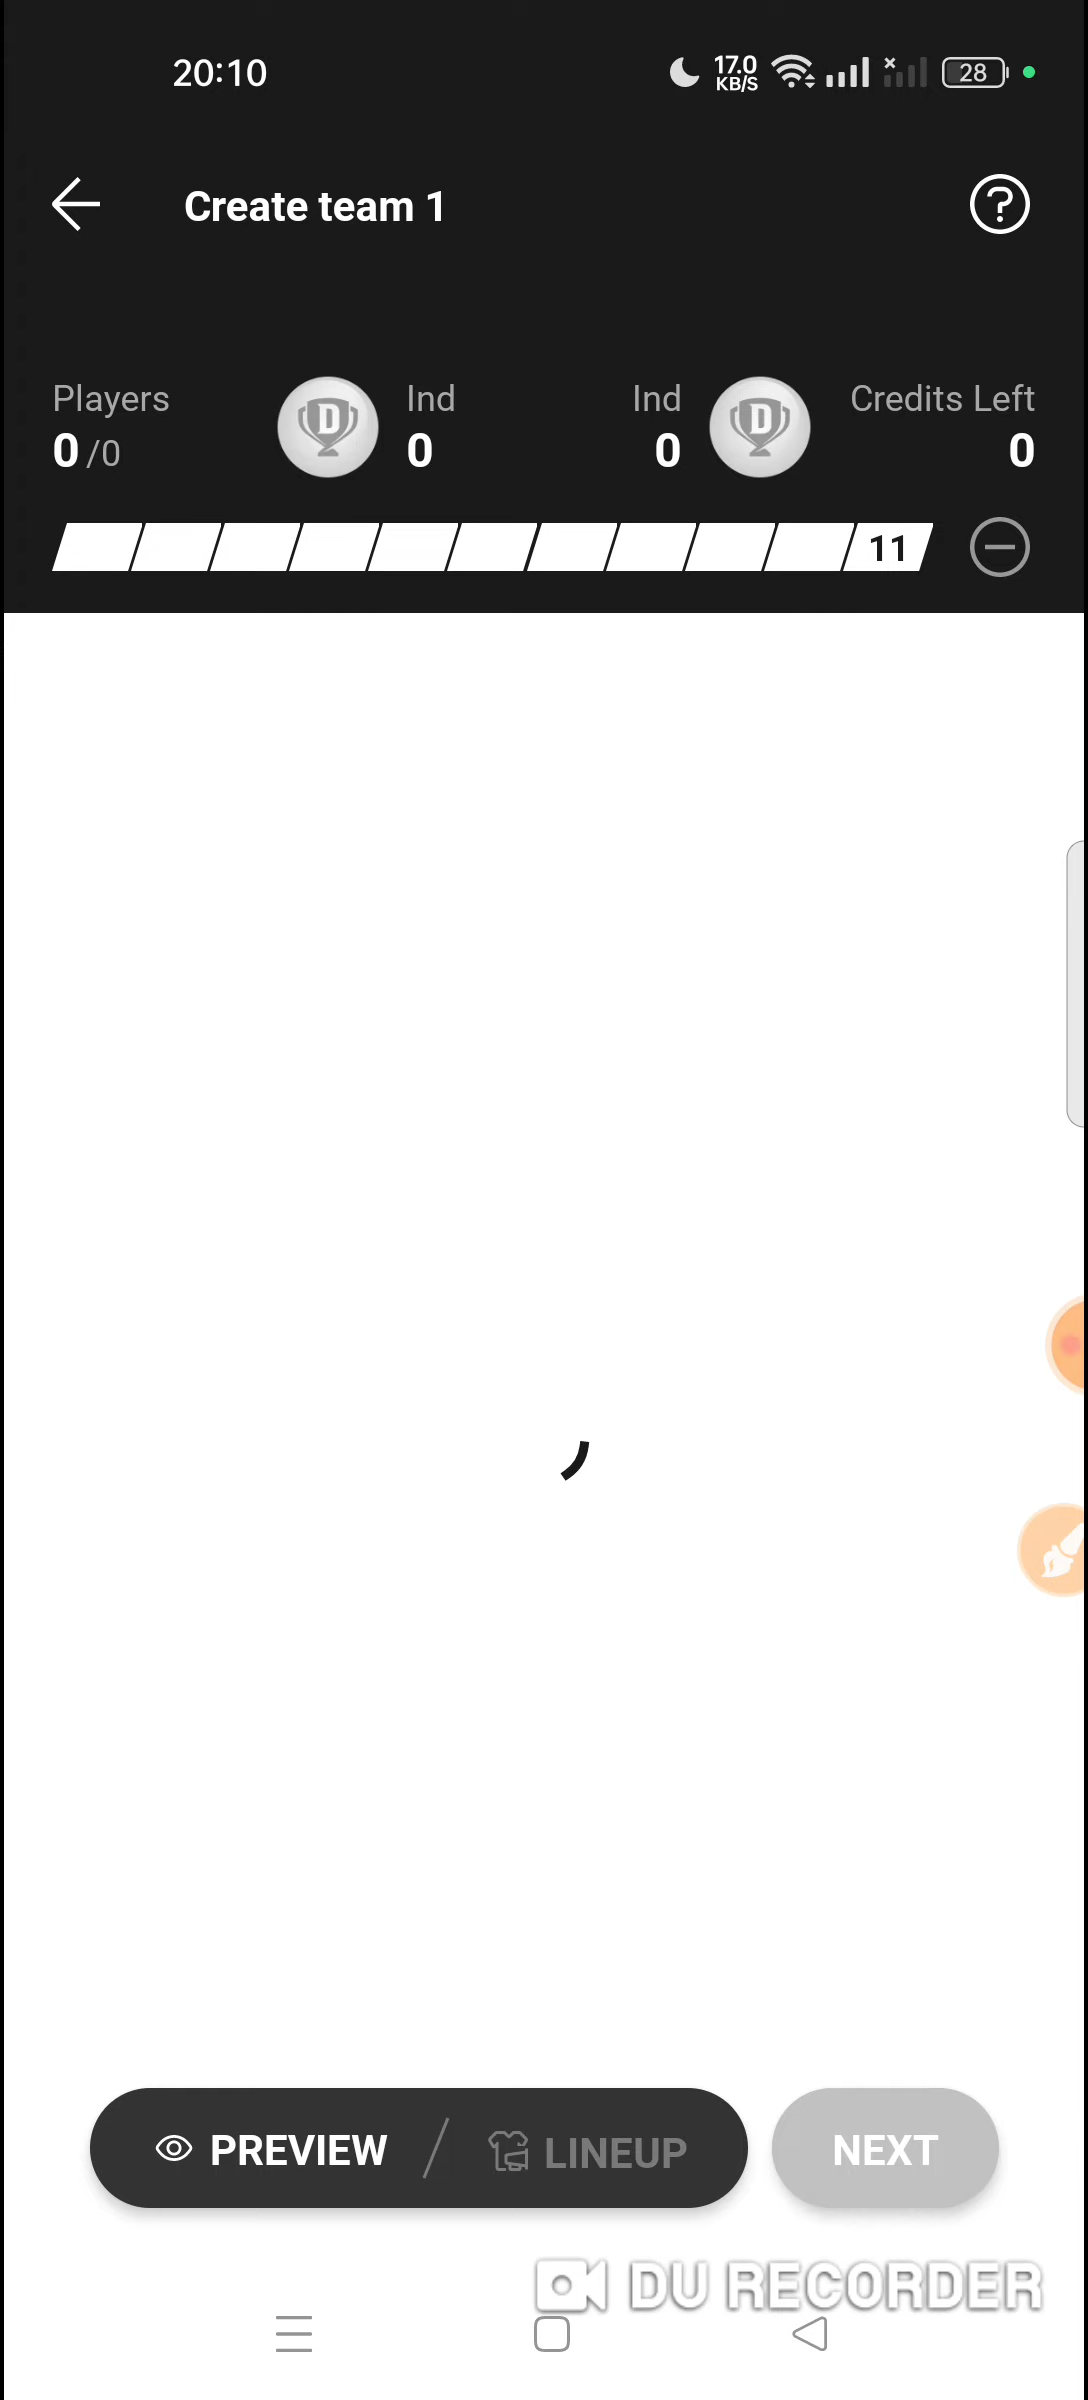 20:10
17.0
KB/S
28
Create team 1
Players
0 /0
D
Ind
0
Ind
0
D
Credits Left
0
11
PREVIEW
LINEUP
NEXT
DU RECORDER